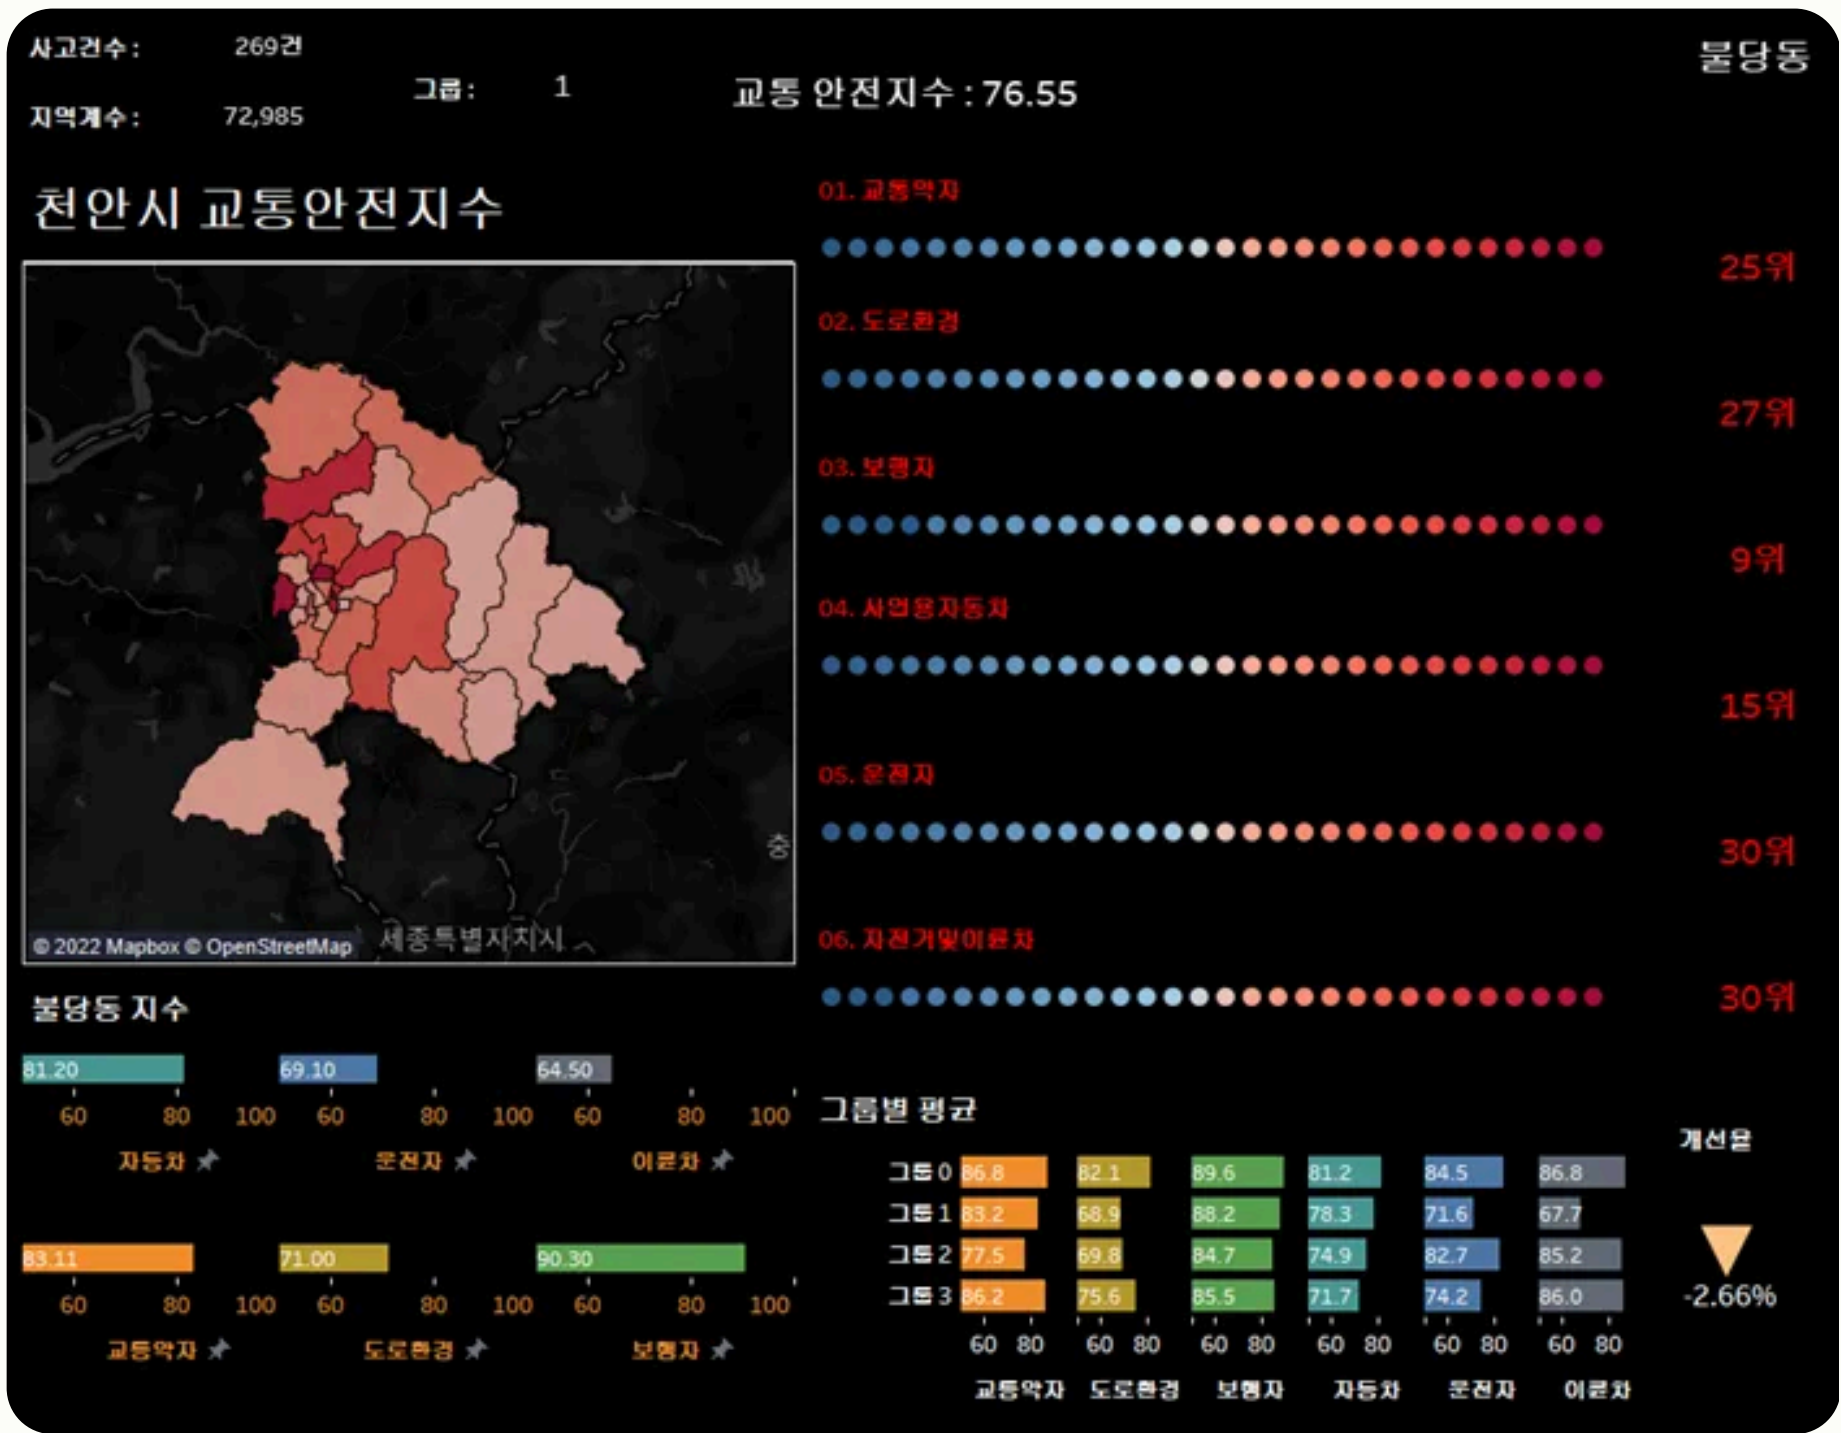 사고건수 :
269건
지역계수 :
72,985
그룹 :
1
교통 안전지수 : 76.55
불당동
천안시 교통안전지수
충
세종특별자치시
© 2022 Mapbox © OpenStreetMap
01. 교통약자
25위
02. 도로환경
27위
03. 보행자
9위
04. 사업용자동차
15위
05. 운전자
30위
06. 자전거및이륜차
30위
불당동 지수
81.20
69.10
64.50
60 80 100 60 80 100 60 80 100
자동차
운전자
이륜차
83.11
71.00
90.30
60 80 100 60 80 100 60 80 100
교통약자
도로환경
보행자
그룹별 평균
그룹 0 86.8 82.1 89.6 81.2 84.5 86.8
그룹 1 83.2 68.9 88.2 78.3 71.6 67.7
그룹 2 77.5 69.8 84.7 74.9 82.7 85.2
그룹 3 86.2 75.6 85.5 71.7 74.2 86.0
60 80 60 80 60 80 60 80 60 80 60 80
교통약자 도로환경 보행자 자동차 운전자 이륜차
개선율
-2.66%